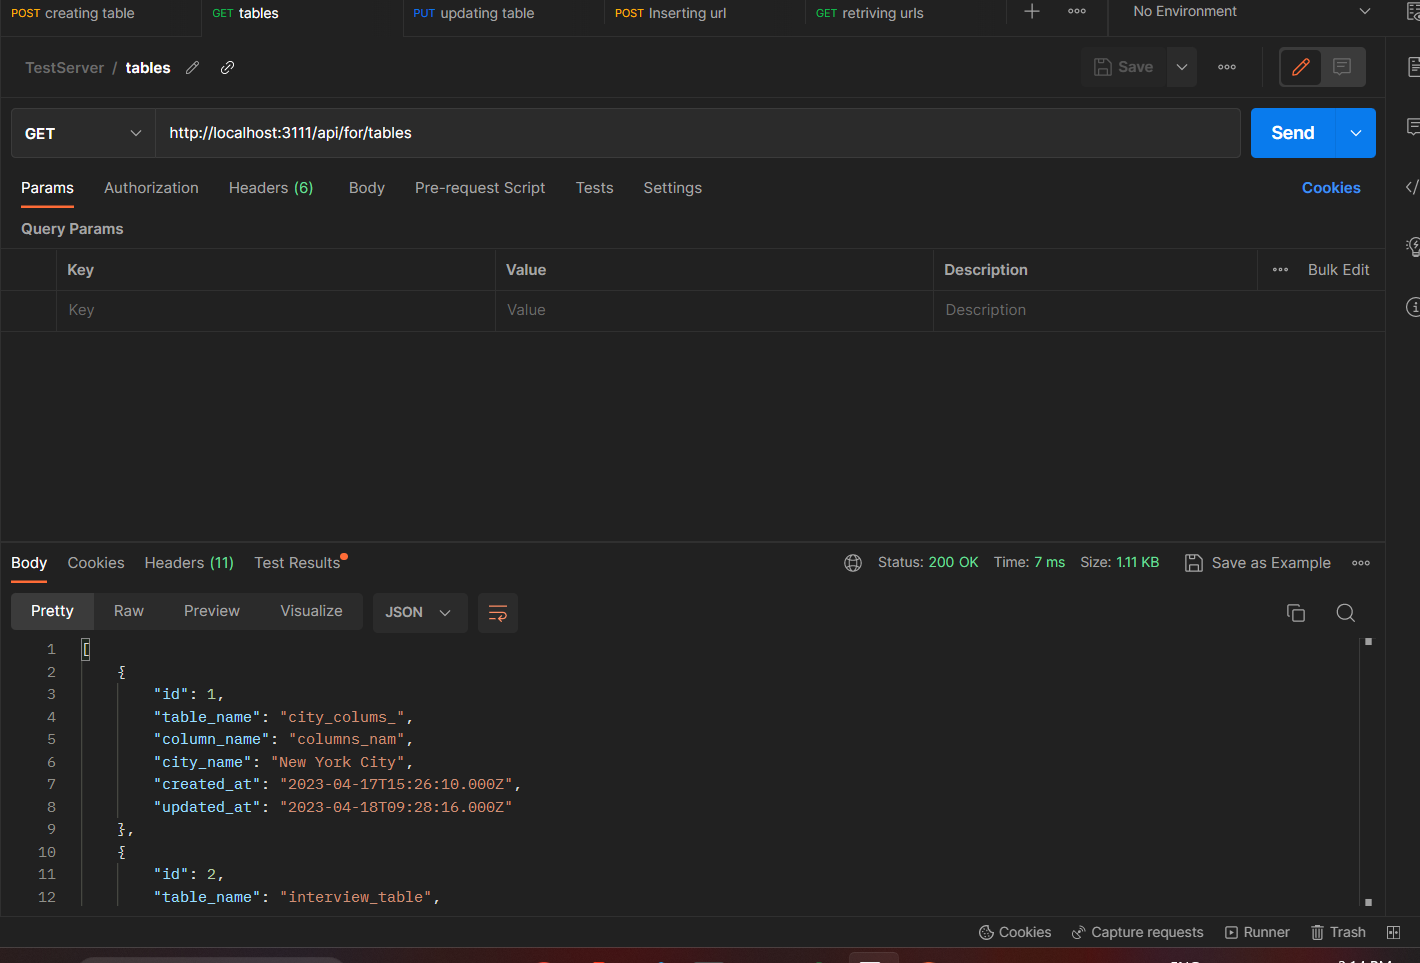 POST creating table
GET tables
PUT updating table
POST Inserting url
GET retriving urls
No Environment
TestServer / tables
Save
GET
http://localhost:3111/api/for/tables
Send
Params
Authorization
Headers (6)
Body
Pre-request Script
Tests
Settings
Cookies
Query Params
Key
Value
Description
Bulk Edit
Key
Value
Description
Body
Cookies
Headers (11)
Test Results
Status: 200 OK
Time: 7 ms
Size: 1.11 KB
Save as Example
Pretty
Raw
Preview
Visualize
JSON
1 [
2 {
3 "id": 1,
4 "table_name": "city_colums_",
5 "column_name": "columns_nam",
6 "city_name": "New York City",
7 "created_at": "2023-04-17T15:26:10.000Z",
8 "updated_at": "2023-04-18T09:28:16.000Z"
9 },
10 {
11 "id": 2,
12 "table_name": "interview_table",
Cookies
Capture requests
Runner
Trash